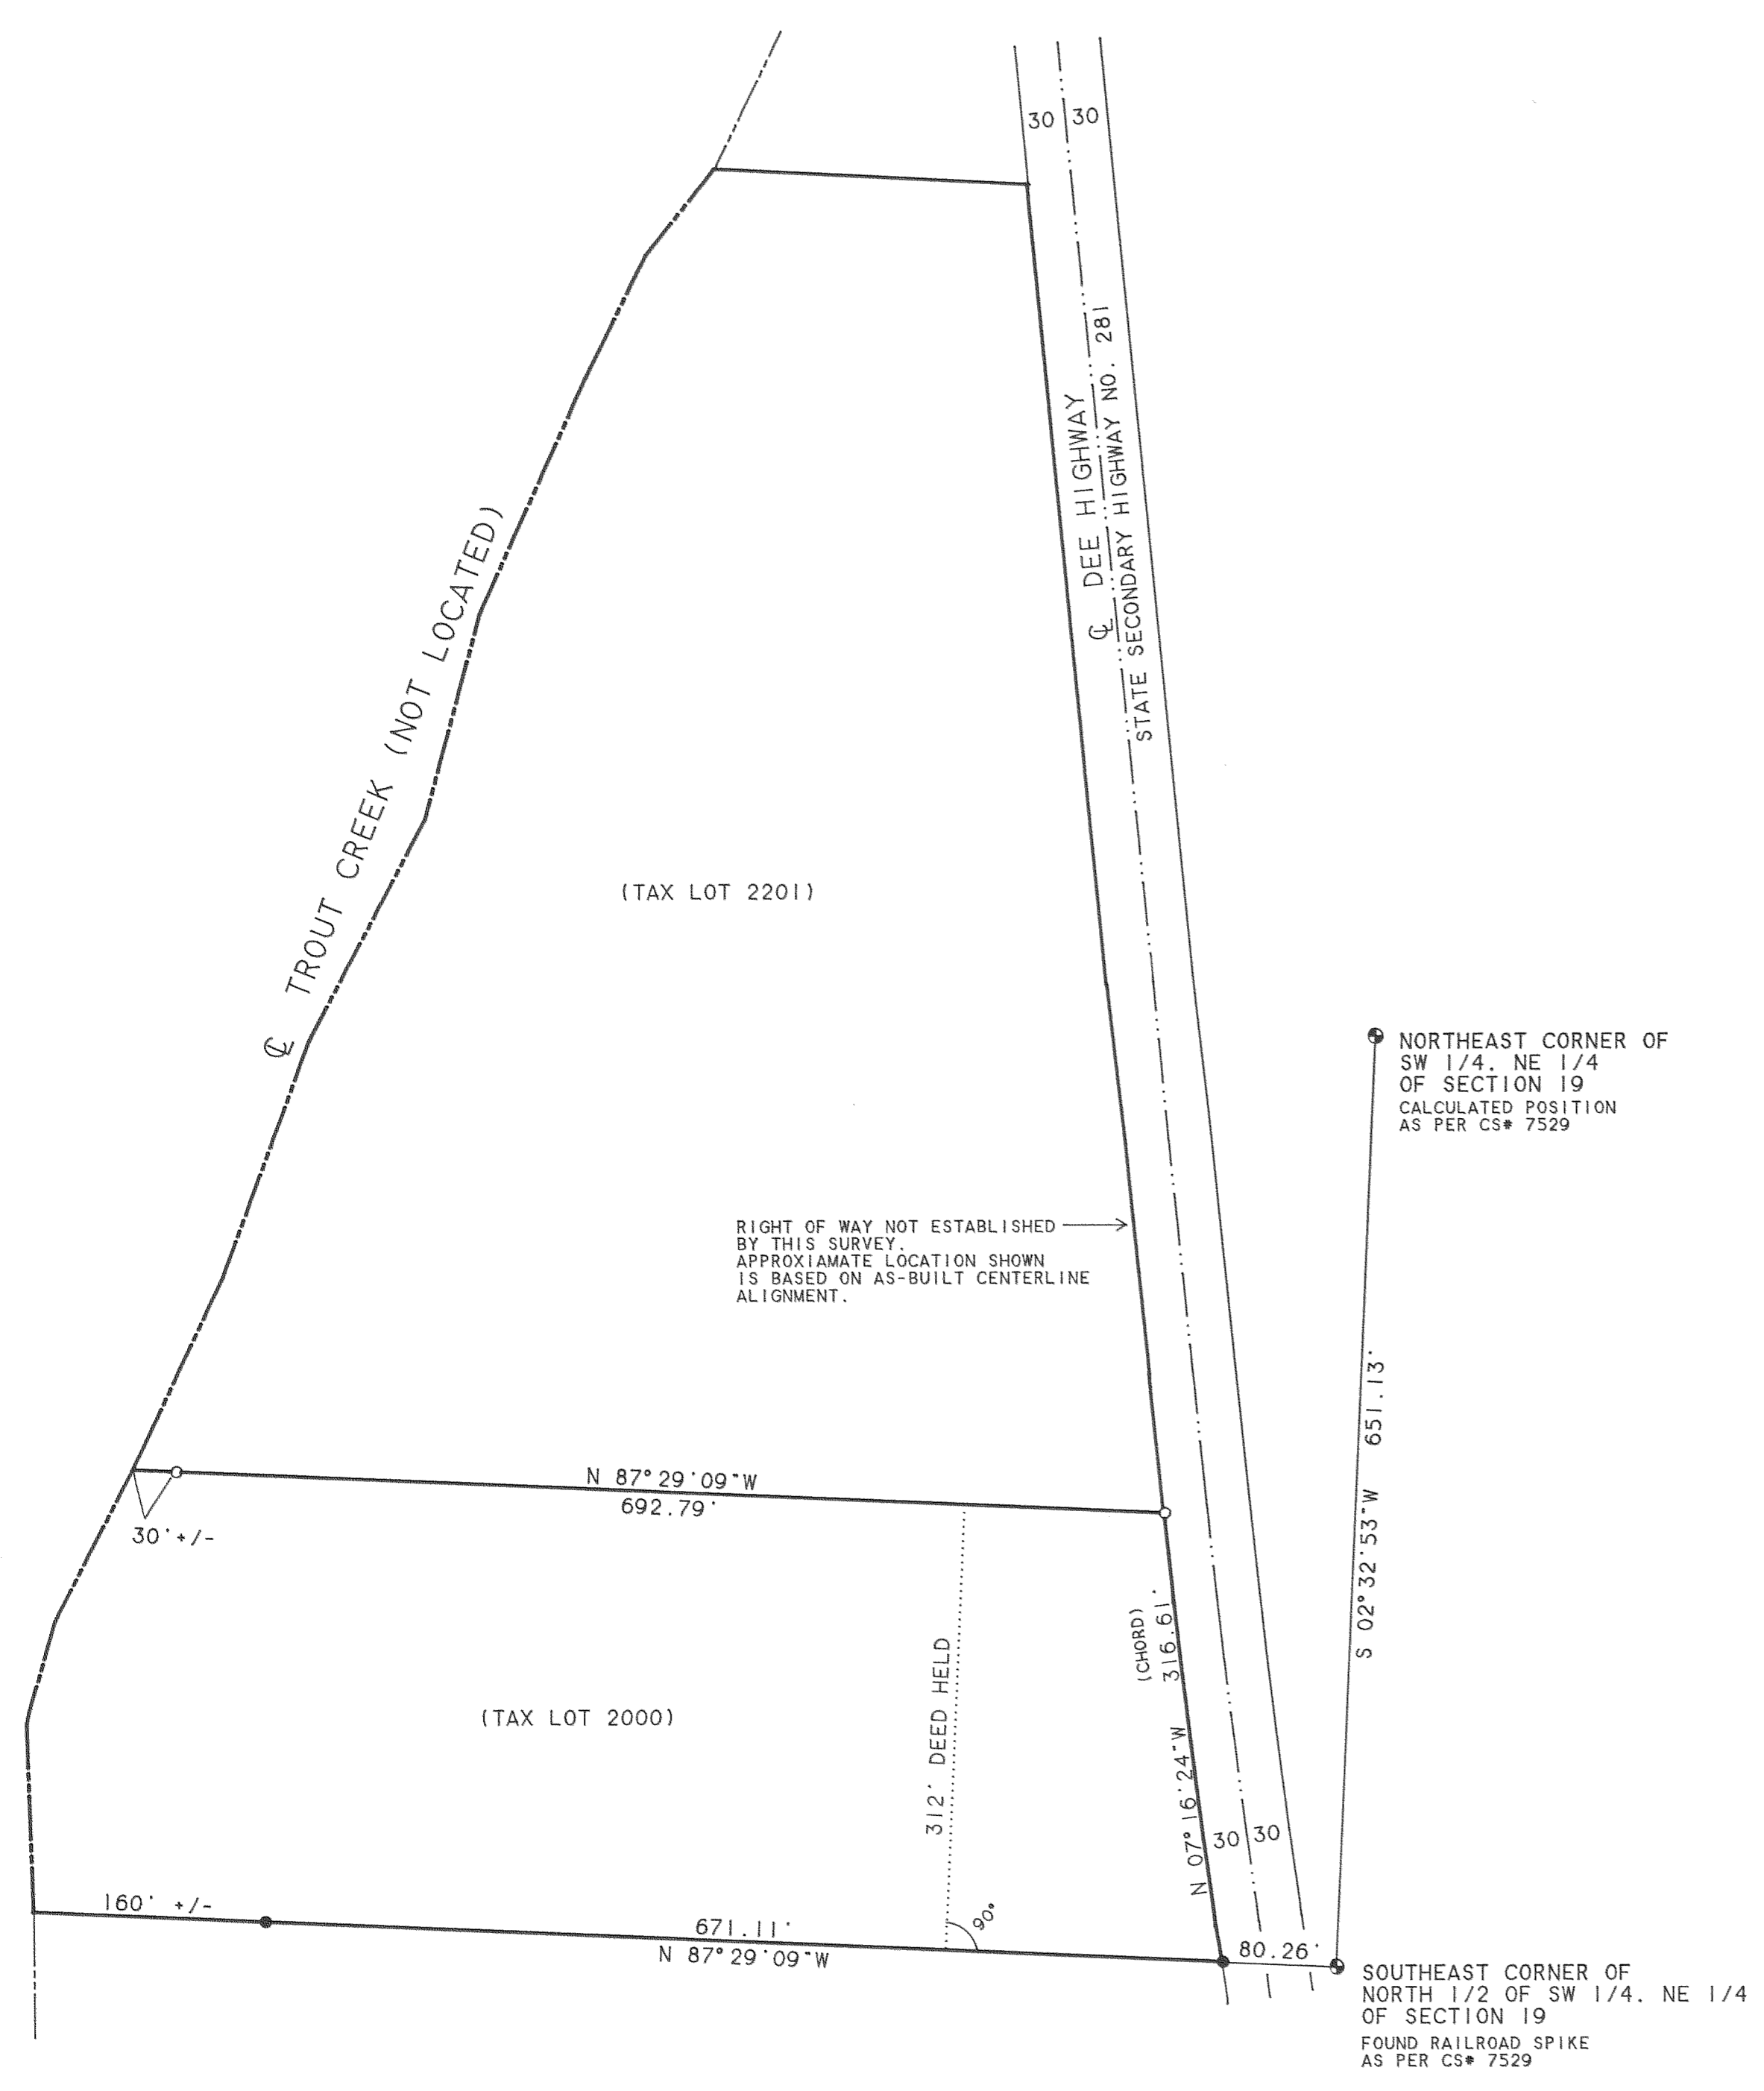 30 30
℄ DEE HIGHWAY
STATE SECONDARY HIGHWAY NO. 281
℄ TROUT CREEK (NOT LOCATED)
(TAX LOT 2201)
NORTHEAST CORNER OF
SW 1/4. NE 1/4
OF SECTION 19
CALCULATED POSITION
AS PER CS# 7529
RIGHT OF WAY NOT ESTABLISHED
BY THIS SURVEY.
APPROXIAMATE LOCATION SHOWN
IS BASED ON AS-BUILT CENTERLINE
ALIGNMENT.
S 02°32'53"W 651.13'
N 87°29'09"W
692.79'
30'+/-
(CHORD)
316.61'
N 07°16'24"W
312' DEED HELD
(TAX LOT 2000)
30 30
160' +/-
671.11'
N 87°29'09"W
90°
80.26'
SOUTHEAST CORNER OF
NORTH 1/2 OF SW 1/4. NE 1/4
OF SECTION 19
FOUND RAILROAD SPIKE
AS PER CS# 7529